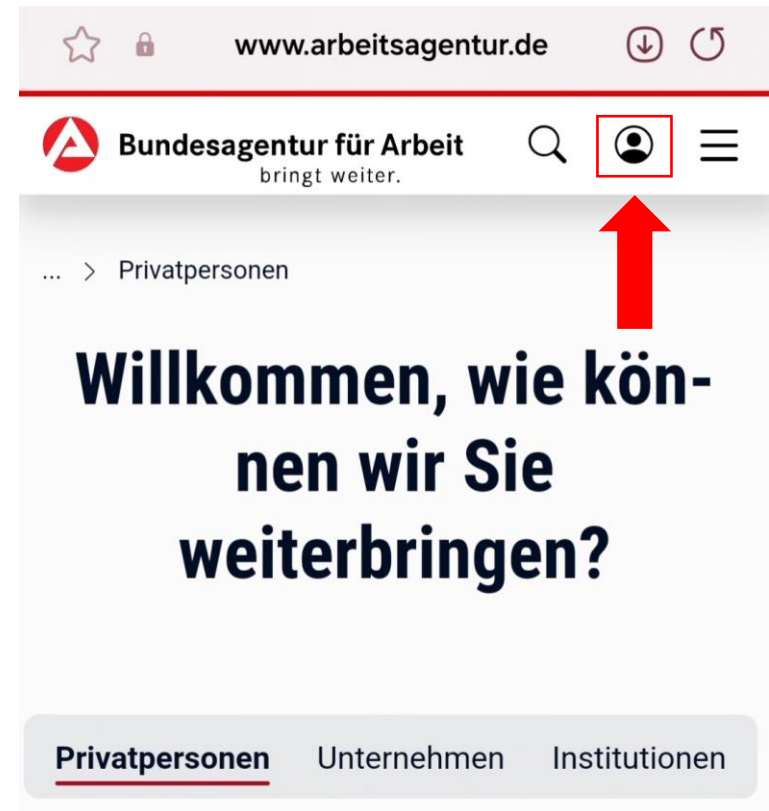 www.arbeitsagentur.de
Bundesagentur für Arbeit
bringt weiter.
... > Privatpersonen
Willkommen, wie kön-
nen wir Sie
weiterbringen?
Privatpersonen Unternehmen Institutionen